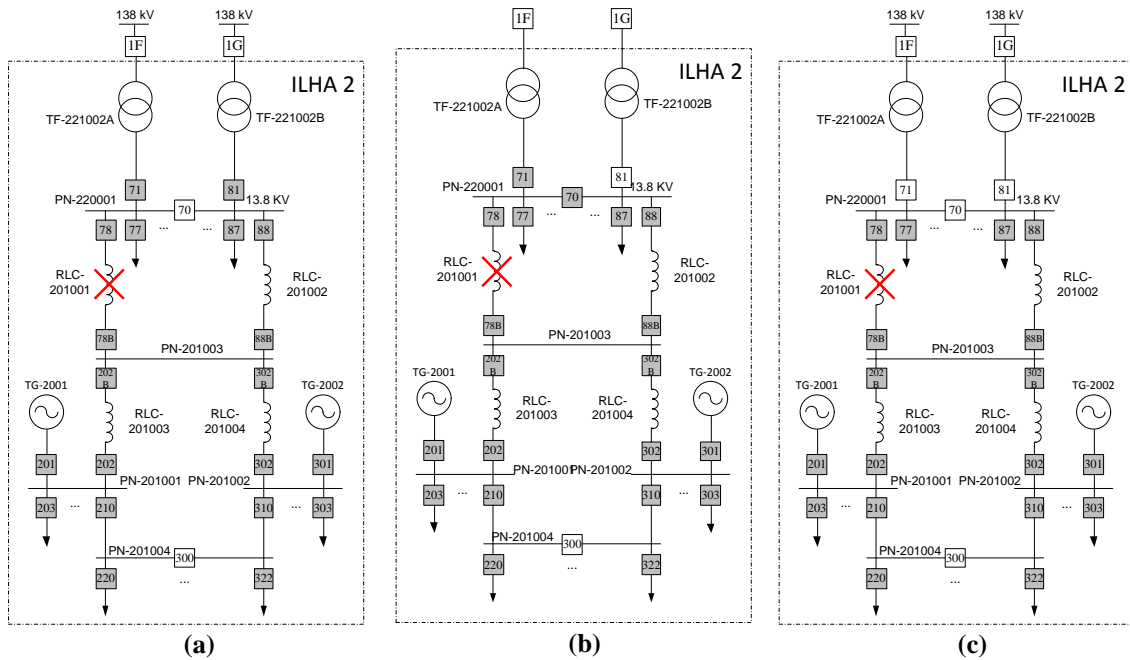 138 kV 138 kV
1F 1G
ILHA 2
TF-221002A TF-221002B
71 81
PN-220001 70 13.8 KV
78 77 ... ... 87 88
RLC-
201001
RLC-
201002
78B 88B
PN-201003
202
B
302
B
TG-2001 TG-2002
RLC-
201003
RLC-
201004
201 202 302 301
PN-201001 PN-201002
203 ... 210 310 ... 303
PN-201004 300
220 ... 322
(a)
1F 1G
ILHA 2
TF-221002A TF-221002B
71 81
PN-220001 70 13.8 KV
78 77 ... ... 87 88
RLC-
201001
RLC-
201002
78B 88B
PN-201003
202
B
302
B
TG-2001 TG-2002
RLC-
201003
RLC-
201004
201 202 302 301
PN-201001 PN-201002
203 ... 210 310 ... 303
PN-201004 300
220 ... 322
(b)
138 kV 138 kV
1F 1G
ILHA 2
TF-221002A TF-221002B
71 81
PN-220001 70 13.8 KV
78 77 ... ... 87 88
RLC-
201001
RLC-
201002
78B 88B
PN-201003
202
B
302
B
TG-2001 TG-2002
RLC-
201003
RLC-
201004
201 202 302 301
PN-201001 PN-201002
203 ... 210 310 ... 303
PN-201004 300
220 ... 322
(c)